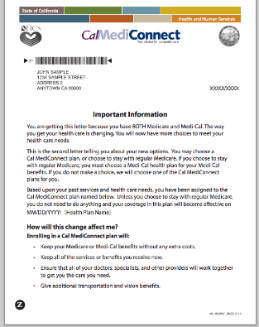 State of California
Health and Human Services
CalMediConnect
JOHN SAMPLE
1234 SAMPLE STREET
ADDRESS 2
ANYTOWN CA 00000
XX/XX/XXXX
Important Information
You are getting this letter because you have BOTH Medicare and Medi-Cal. The way
you get your health care is changing. You will now have more choices to meet your
health care needs.
This is the second letter telling you about your new options. You may choose a
Cal MediConnect plan, or choose to stay with regular Medicare. If you choose to stay
with regular Medicare, you must choose a Medi-Cal health plan for your Medi-Cal
benefits. If you do not make a choice, we will choose one of the Cal MediConnect
plans for you.
Based upon your past services and health care needs, you have been assigned to the
Cal MediConnect plan named below. Unless you choose to stay with regular Medicare,
you do not need to do anything and your coverage in this plan will become effective on
MM/DD/YYYY: [Health Plan Name]
How will this change affect me?
Enrolling in a Cal MediConnect plan will:
• Keep your Medicare or Medi-Cal benefits without any extra costs.
• Keep all of the services or benefits you receive now.
• Ensure that all of your doctors, specialists, and other providers will work together
to get you the care you need.
• Give additional transportation and vision benefits.
Z